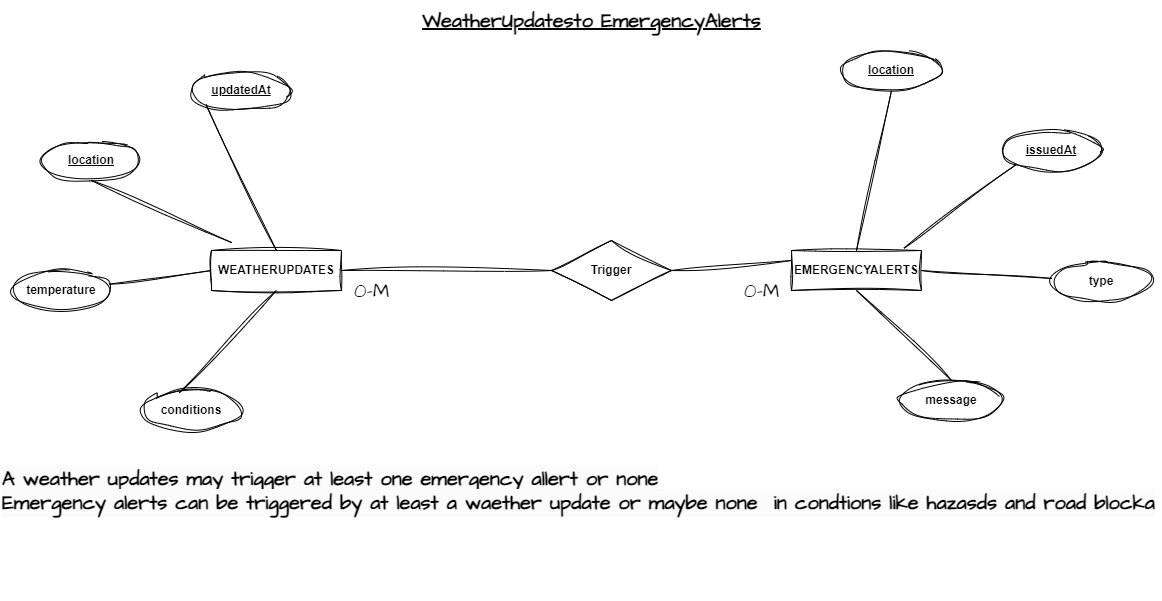 WeatherUpdatesto EmergencyAlerts
location
updatedAt
issuedAt
location
WEATHERUPDATES
Trigger
EMERGENCYALERTS
temperature
O-M
O-M
type
conditions
message
A weather updates may trigger at least one emergency allert or none
Emergency alerts can be triggered by at least a waether update or maybe none in condtions like hazasds and road blocka